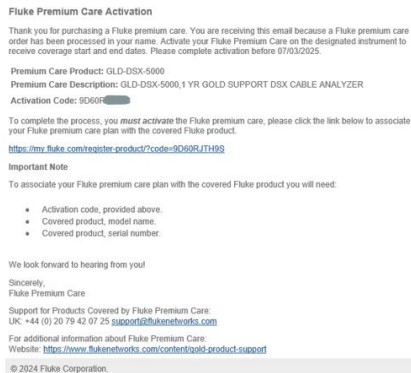 Fluke Premium Care Activation
Thank you for purchasing a Fluke premium care. You are receiving this email because a Fluke premium care
order has been processed in your name. Activate your Fluke Premium Care on the designated instrument to
receive coverage start and end dates. Please complete activation before 07/03/2025.
Premium Care Product: GLD-DSX-5000
Premium Care Description: GLD-DSX-5000,1 YR GOLD SUPPORT DSX CABLE ANALYZER
Activation Code: 9D60R
To complete the process, you must activate the Fluke premium care, please click the link below to associate
your Fluke premium care plan with the covered Fluke product.
https://my.fluke.com/register-product/?code=9D60RJTH9S
Important Note
To associate your Fluke premium care plan with the covered Fluke product you will need:
• Activation code, provided above.
• Covered product, model name.
• Covered product, serial number.
We look forward to hearing from you!
Sincerely,
Fluke Premium Care
Support for Products Covered by Fluke Premium Care:
UK: +44 (0) 20 79 42 07 25 support@flukenetworks.com
For additional information about Fluke Premium Care:
Website: https://www.flukenetworks.com/content/gold-product-support
© 2024 Fluke Corporation.